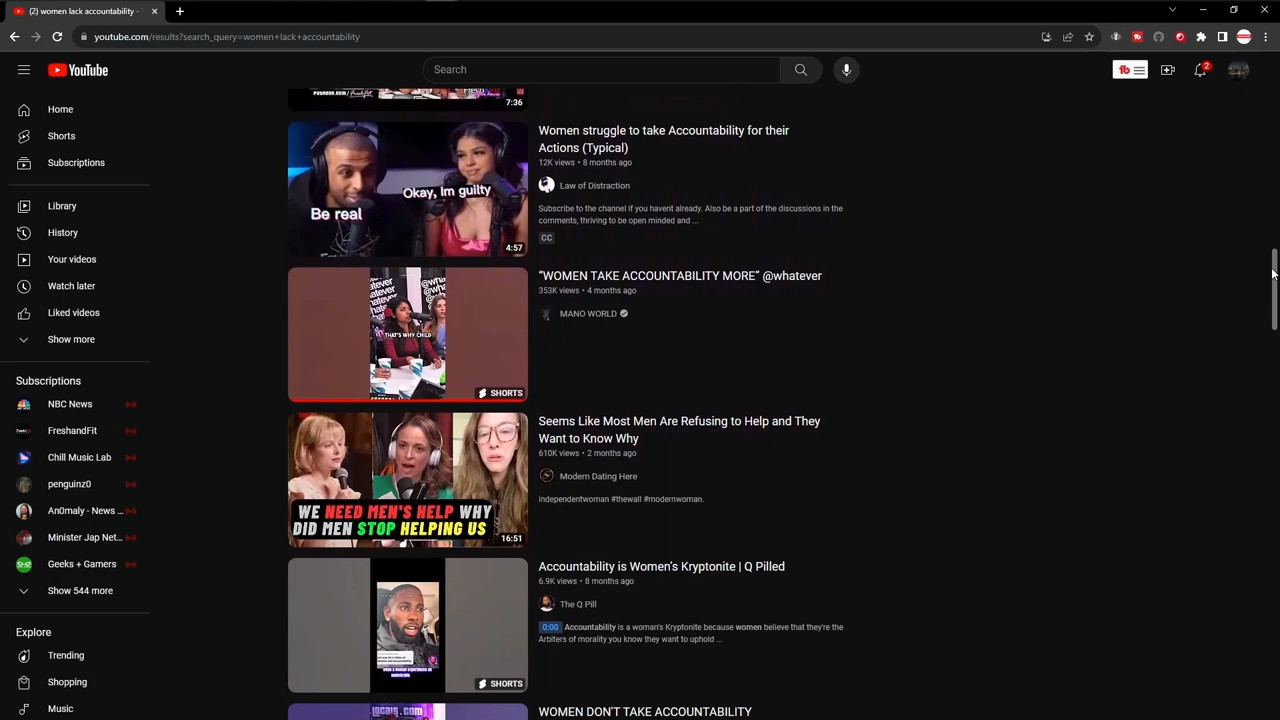 (2) women lack accountability -
youtube.com/results?search_query=women+lack+accountability
YouTube
Search
2
Home
Shorts
Subscriptions
Library
History
Your videos
Watch later
Liked videos
Show more
Subscriptions
NBC News
FreshandFit
Chill Music Lab
penguinz0
An0maly - News ...
Minister Jap Net...
Geeks + Gamers
Show 544 more
Explore
Trending
Shopping
Music
7:36
Be real
Okay, Im guilty
4:57
Women struggle to take Accountability for their
Actions (Typical)
12K views • 8 months ago
Law of Distraction
Subscribe to the channel if you havent already. Also be a part of the discussions in the
comments, thriving to be open minded and ...
CC
THAT'S WHY CHILD
SHORTS
“WOMEN TAKE ACCOUNTABILITY MORE” @whatever
353K views • 4 months ago
MANO WORLD
WE NEED MEN'S HELP WHY
DID MEN STOP HELPING US
16:51
Seems Like Most Men Are Refusing to Help and They
Want to Know Why
610K views • 2 months ago
Modern Dating Here
independentwoman #thewall #modernwoman.
SHORTS
Accountability is Women’s Kryptonite | Q Pilled
6.9K views • 8 months ago
The Q Pill
0:00 Accountability is a woman's Kryptonite because women believe that they're the
Arbiters of morality you know they want to uphold ...
LOCALS.COM
WOMEN DON'T TAKE ACCOUNTABILITY